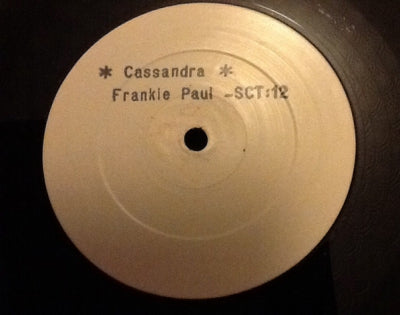 * Cassandra *
Frankie Paul -SCT:12